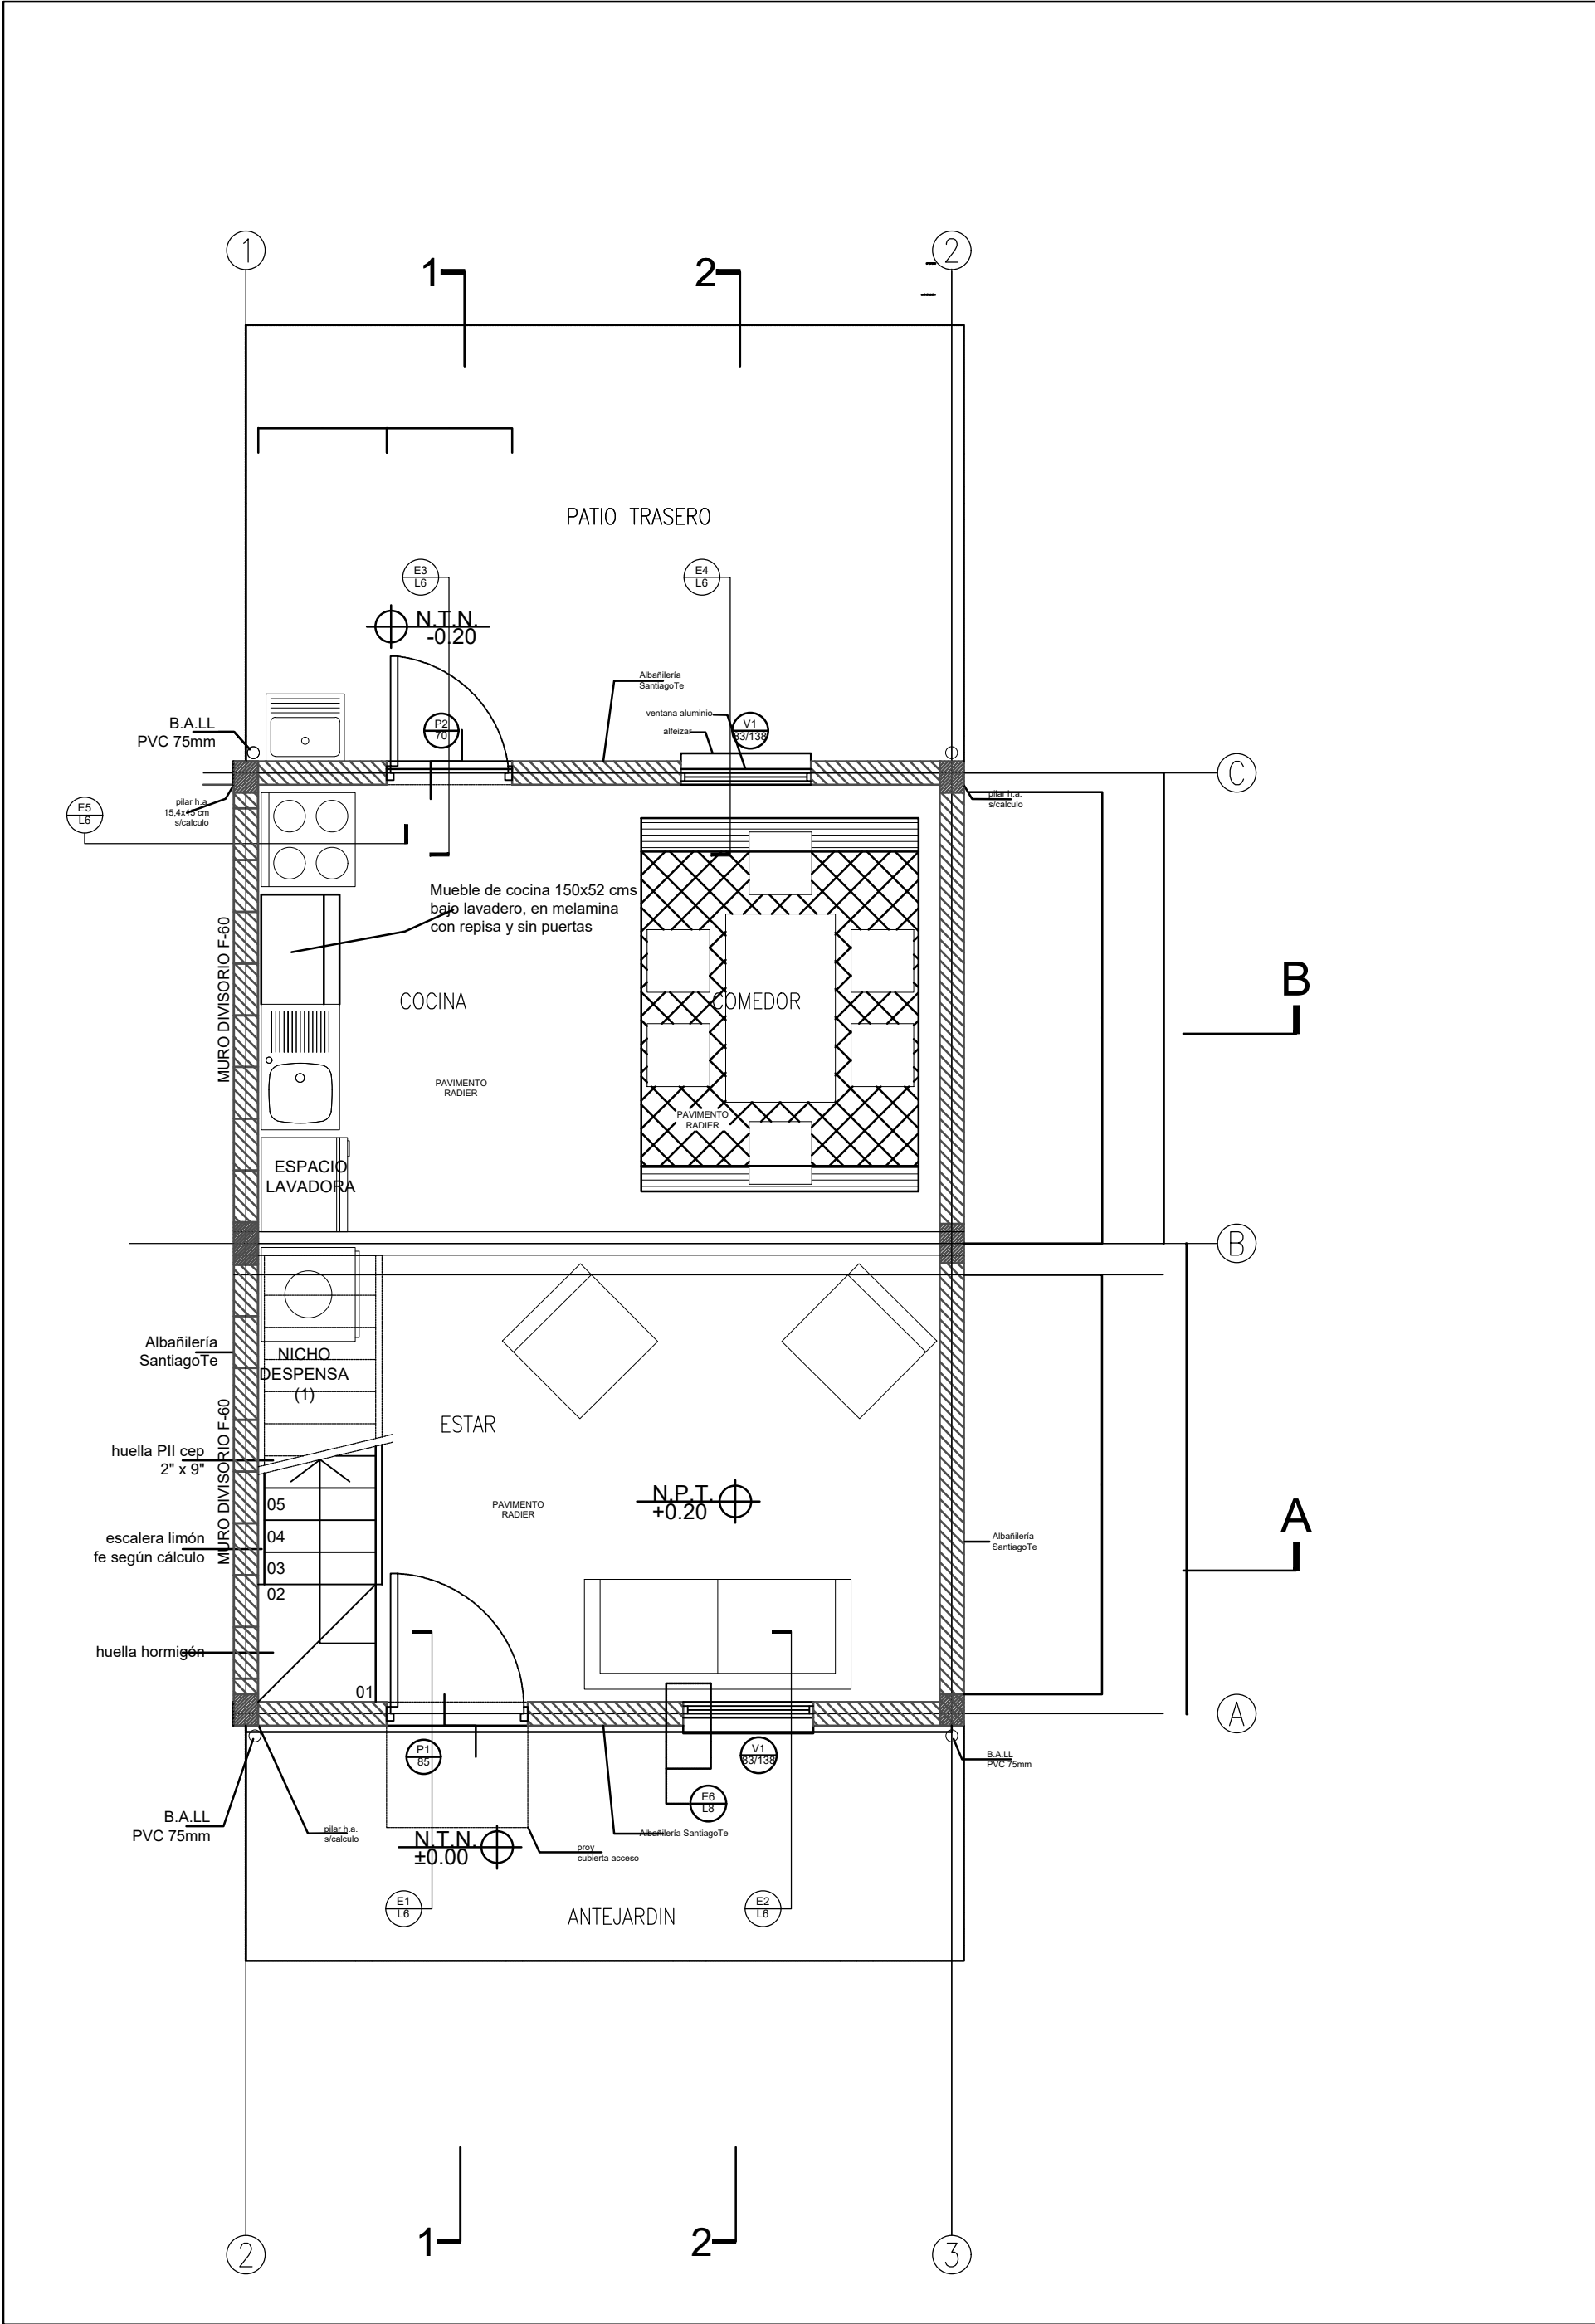 1
2
1
2
PATIO TRASERO
E3
L6
E4
L6
N.T.N.
-0.20
Albañilería
SantiagoTe
B.A.LL
PVC 75mm
P2
70
ventana aluminio
alfeizar
V1
83/138
C
pilar h.a.
15,4x15 cm
s/calculo
pilar h.a.
s/calculo
E5
L6
Mueble de cocina 150x52 cms
bajo lavadero, en melamina
con repisa y sin puertas
MURO DIVISORIO F-60
COCINA
COMEDOR
B
PAVIMENTO
RADIER
PAVIMENTO
RADIER
ESPACIO
LAVADORA
B
Albañilería
SantiagoTe
NICHO
DESPENSA
(1)
MURO DIVISORIO F-60
ESTAR
huella PII cep
2" x 9"
05
04
03
02
01
PAVIMENTO
RADIER
N.P.T.
+0.20
A
escalera limón
fe según cálculo
Albañilería
SantiagoTe
huella hormigón
A
P1
85
V1
83/138
B.A.LL
PVC 75mm
E6
L8
B.A.LL
PVC 75mm
pilar h.a.
s/calculo
Albañilería SantiagoTe
N.T.N.
±0.00
proy
cubierta acceso
E1
L6
E2
L6
ANTEJARDIN
1
2
2
3